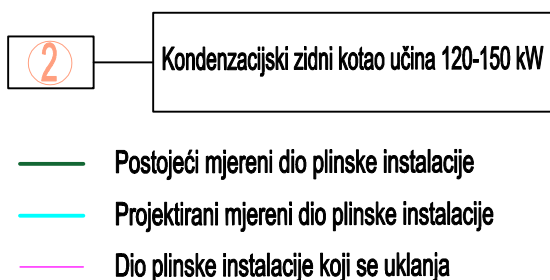 2
Kondenzacijski zidni kotao učina 120-150 kW
Postojeći mjereni dio plinske instalacije
Projektirani mjereni dio plinske instalacije
Dio plinske instalacije koji se uklanja